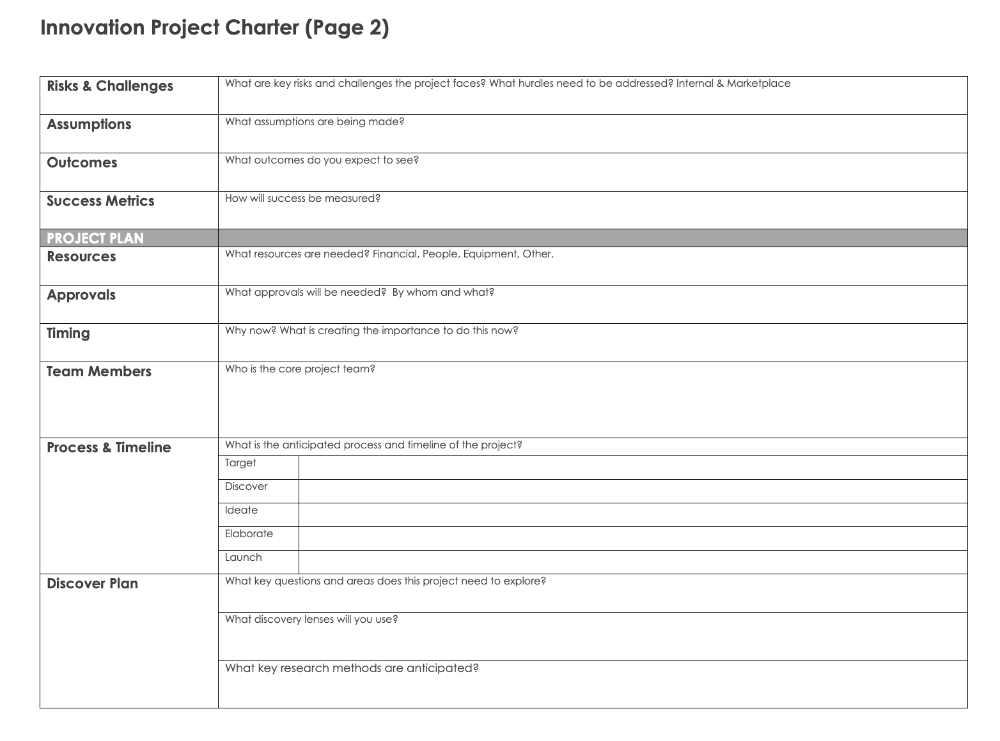 Innovation Project Charter (Page 2)
Risks & Challenges
What are key risks and challenges the project faces? What hurdles need to be addressed? Internal & Marketplace
Assumptions
What assumptions are being made?
Outcomes
What outcomes do you expect to see?
Success Metrics
How will success be measured?
PROJECT PLAN
Resources
What resources are needed? Financial, People, Equipment, Other.
Approvals
What approvals will be needed?  By whom and what?
Timing
Why now? What is creating the importance to do this now?
Team Members
Who is the core project team?
Process & Timeline
What is the anticipated process and timeline of the project?
Target
Discover
Ideate
Elaborate
Launch
Discover Plan
What key questions and areas does this project need to explore?
What discovery lenses will you use?
What key research methods are anticipated?